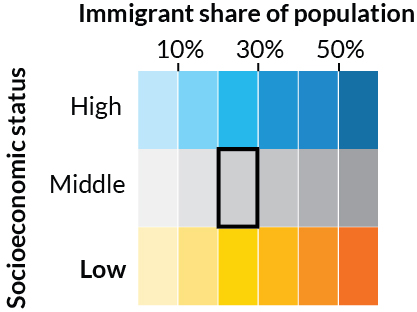 Immigrant share of population
10% 30% 50%
Socioeconomic status
High
Middle
Low